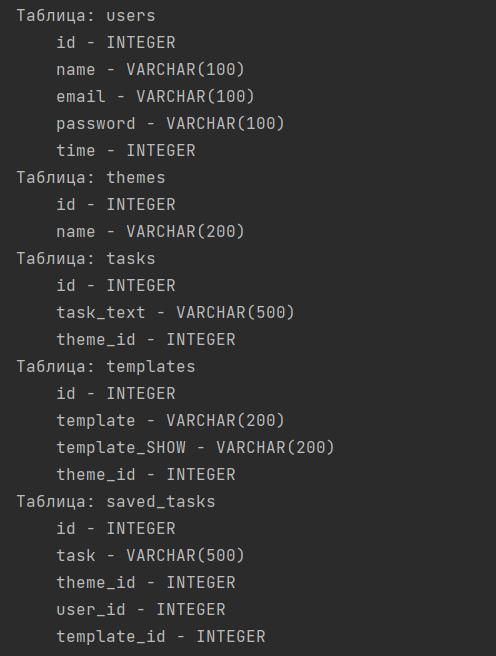 Таблица: users
id - INTEGER
name - VARCHAR(100)
email - VARCHAR(100)
password - VARCHAR(100)
time - INTEGER
Таблица: themes
id - INTEGER
name - VARCHAR(200)
Таблица: tasks
id - INTEGER
task_text - VARCHAR(500)
theme_id - INTEGER
Таблица: templates
id - INTEGER
template - VARCHAR(200)
template_SHOW - VARCHAR(200)
theme_id - INTEGER
Таблица: saved_tasks
id - INTEGER
task - VARCHAR(500)
theme_id - INTEGER
user_id - INTEGER
template_id - INTEGER